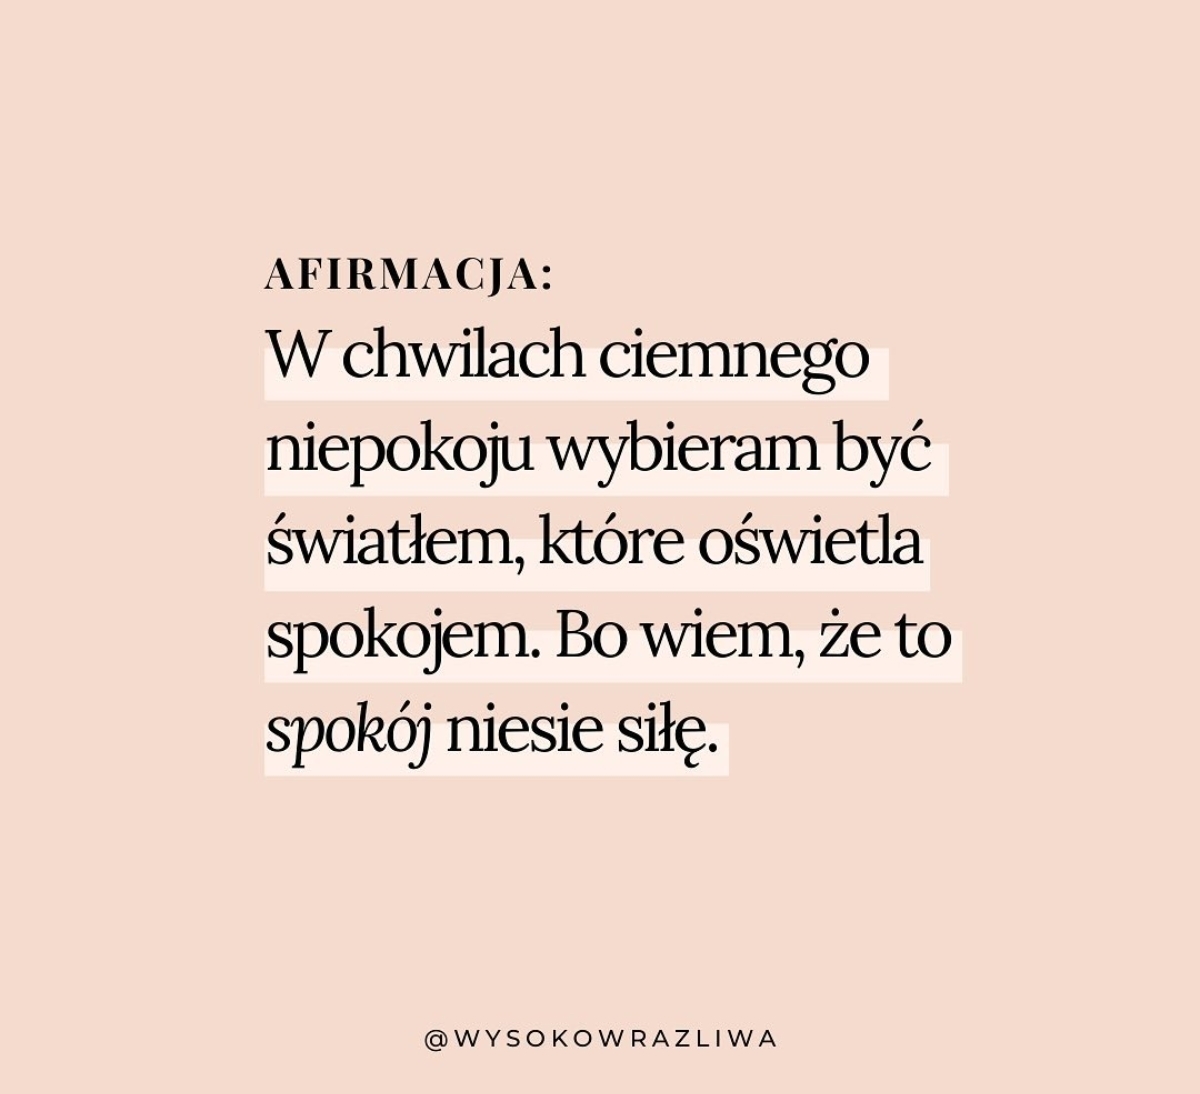 AFIRMACJA:
W chwilach ciemnego
niepokoju wybieram być
światłem, które oświetla
spokojem. Bo wiem, że to
spokój niesie siłę.
@WYSOKOWRAZLIWA